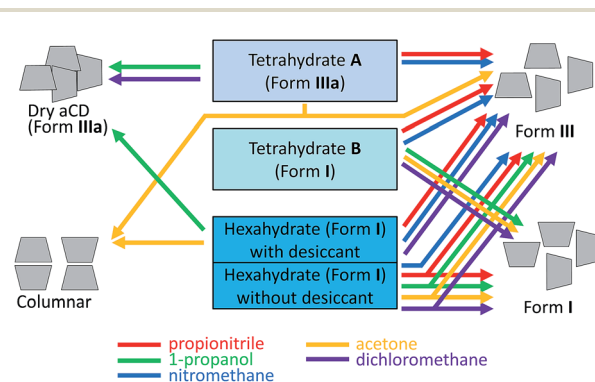 Tetrahydrate A
(Form IIIa)
Dry aCD
(Form IIIa)
Form III
Tetrahydrate B
(Form I)
Hexahydrate (Form I)
with desiccant
Hexahydrate (Form I)
without desiccant
Columnar
Form I
propionitrile
acetone
1-propanol
dichloromethane
nitromethane